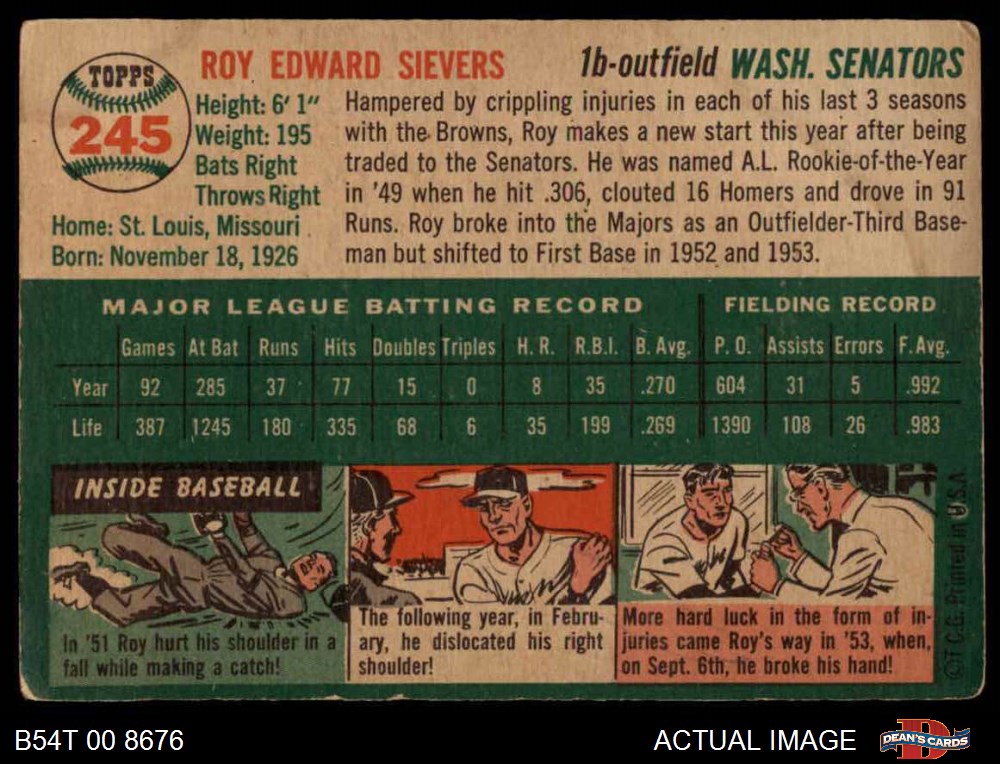 TOPPS
245
ROY EDWARD SIEVERS
1b-outfield WASH. SENATORS
Height: 6' 1"
Weight: 195
Bats Right
Throws Right
Home: St. Louis, Missouri
Born: November 18, 1926
Hampered by crippling injuries in each of his last 3 seasons
with the Browns, Roy makes a new start this year after being
traded to the Senators. He was named A.L. Rookie-of-the-Year
in '49 when he hit .306, clouted 16 Homers and drove in 91
Runs. Roy broke into the Majors as an Outfielder-Third Base-
man but shifted to First Base in 1952 and 1953.
MAJOR LEAGUE BATTING RECORD FIELDING RECORD
Games At Bat Runs Hits Doubles Triples H. R. R.B.I. B. Avg. P. O. Assists Errors F. Avg.
Year 92 285 37 77 15 0 8 35 .270 604 31 5 .992
Life 387 1245 180 335 68 6 35 199 .269 1390 108 26 .983
INSIDE BASEBALL
In '51 Roy hurt his shoulder in a
fall while making a catch!
The following year, in Febru-
ary, he dislocated his right
shoulder!
More hard luck in the form of in-
juries came Roy's way in '53, when,
on Sept. 6th, he broke his hand!
©T.C.G. Printed in U.S.A.
B54T 00 8676
ACTUAL IMAGE
D
DEAN'S CARDS